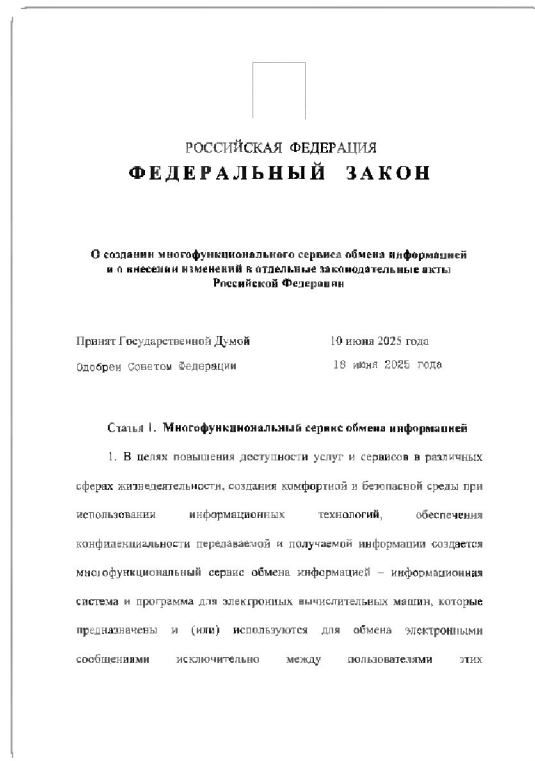 РОССИЙСКАЯ ФЕДЕРАЦИЯ
ФЕДЕРАЛЬНЫЙ ЗАКОН
О создании многофункционального сервиса обмена информацией
и о внесении изменений в отдельные законодательные акты
Российской Федерации
Принят Государственной Думой 10 июня 2025 года
Одобрен Советом Федерации 18 июня 2025 года
Статья 1. Многофункциональный сервис обмена информацией
1. В целях повышения доступности услуг и сервисов в различных
сферах жизнедеятельности, создания комфортной и безопасной среды при
использовании информационных технологий, обеспечения
конфиденциальности передаваемой и получаемой информации создается
многофункциональный сервис обмена информацией – информационная
система и программа для электронных вычислительных машин, которые
предназначены и (или) используются для обмена электронными
сообщениями исключительно между пользователями этих